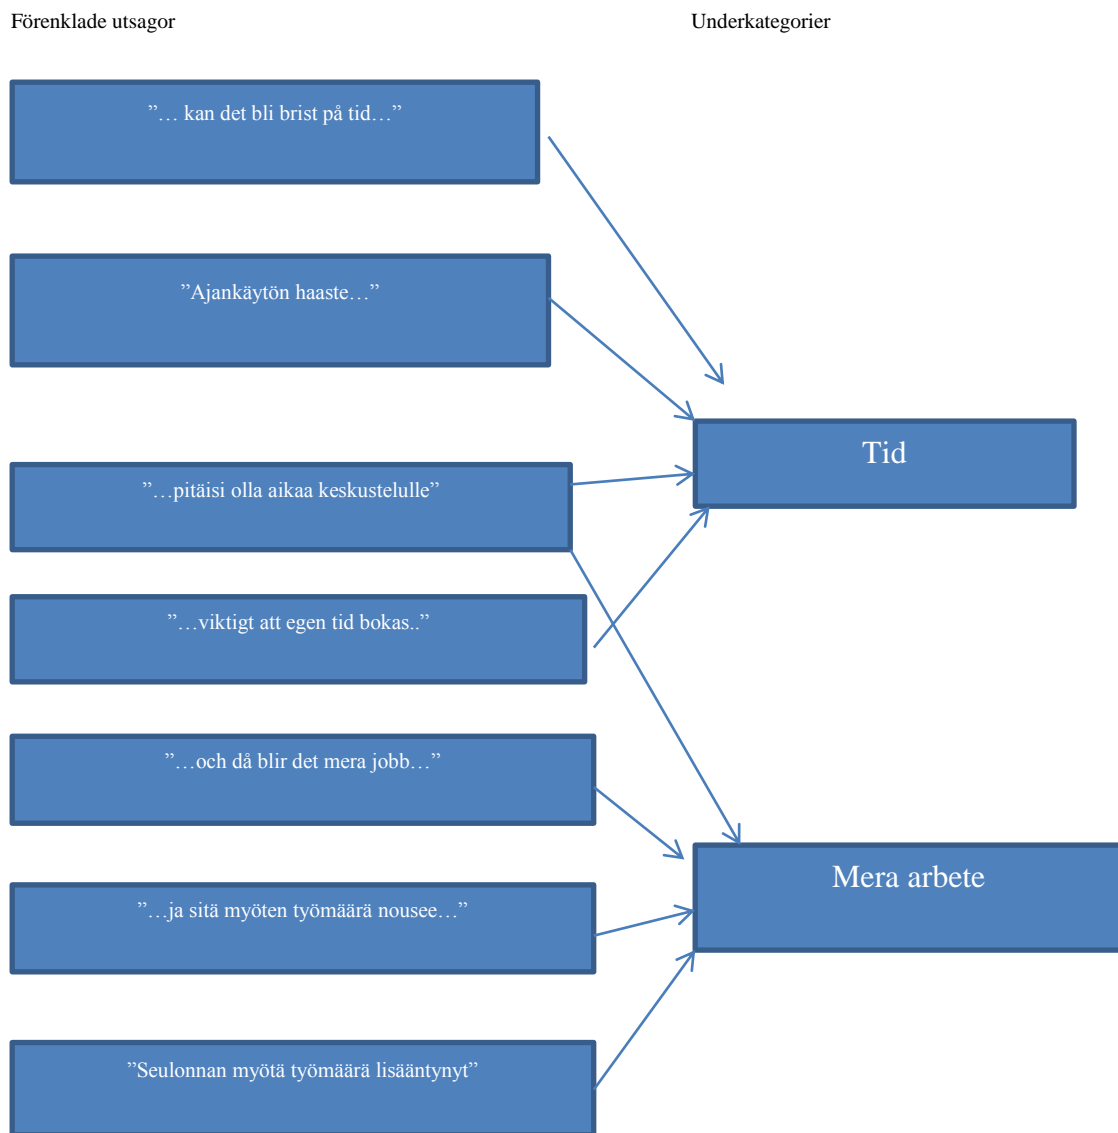 Förenklade utsagor
Underkategorier
”… kan det bli brist på tid…”
”Ajankäytön haaste…”
”…pitäisi olla aikaa keskustelulle”
”…viktigt att egen tid bokas..”
”…och då blir det mera jobb…”
”…ja sitä myöten työmäärä nousee…”
”Seulonnan myötä työmäärä lisääntynyt”
Tid
Mera arbete